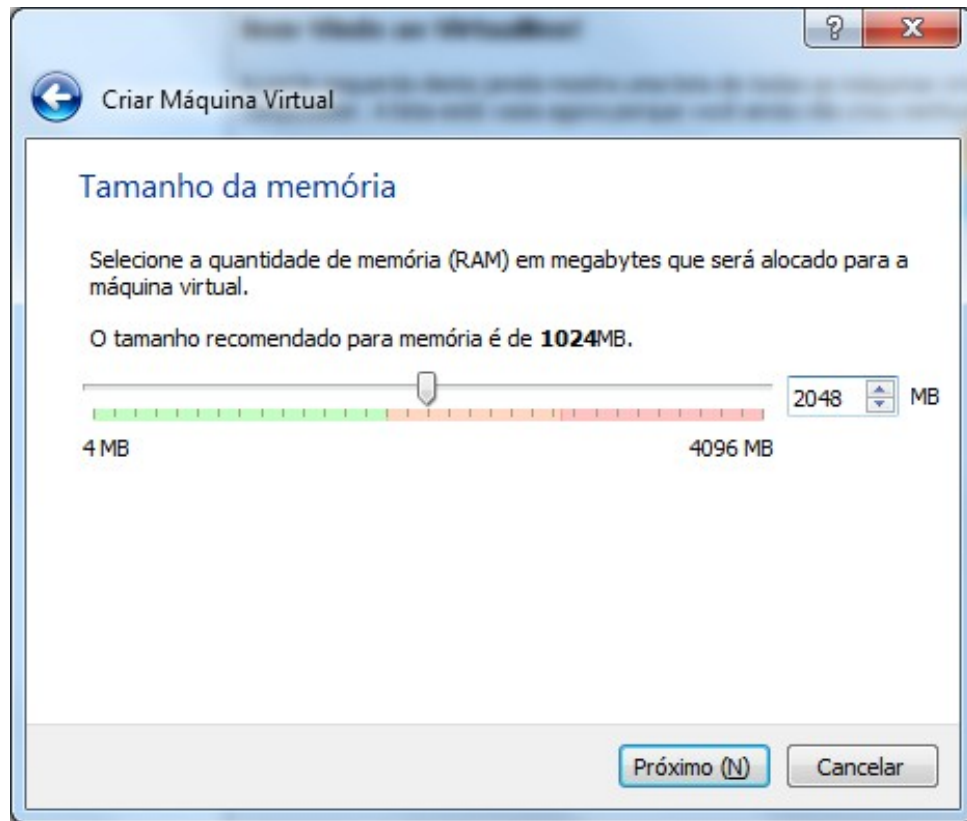 Criar Máquina Virtual
Tamanho da memória
Selecione a quantidade de memória (RAM) em megabytes que será alocado para a
máquina virtual.
O tamanho recomendado para memória é de 1024MB.
2048 MB
4 MB 4096 MB
Próximo (N) Cancelar